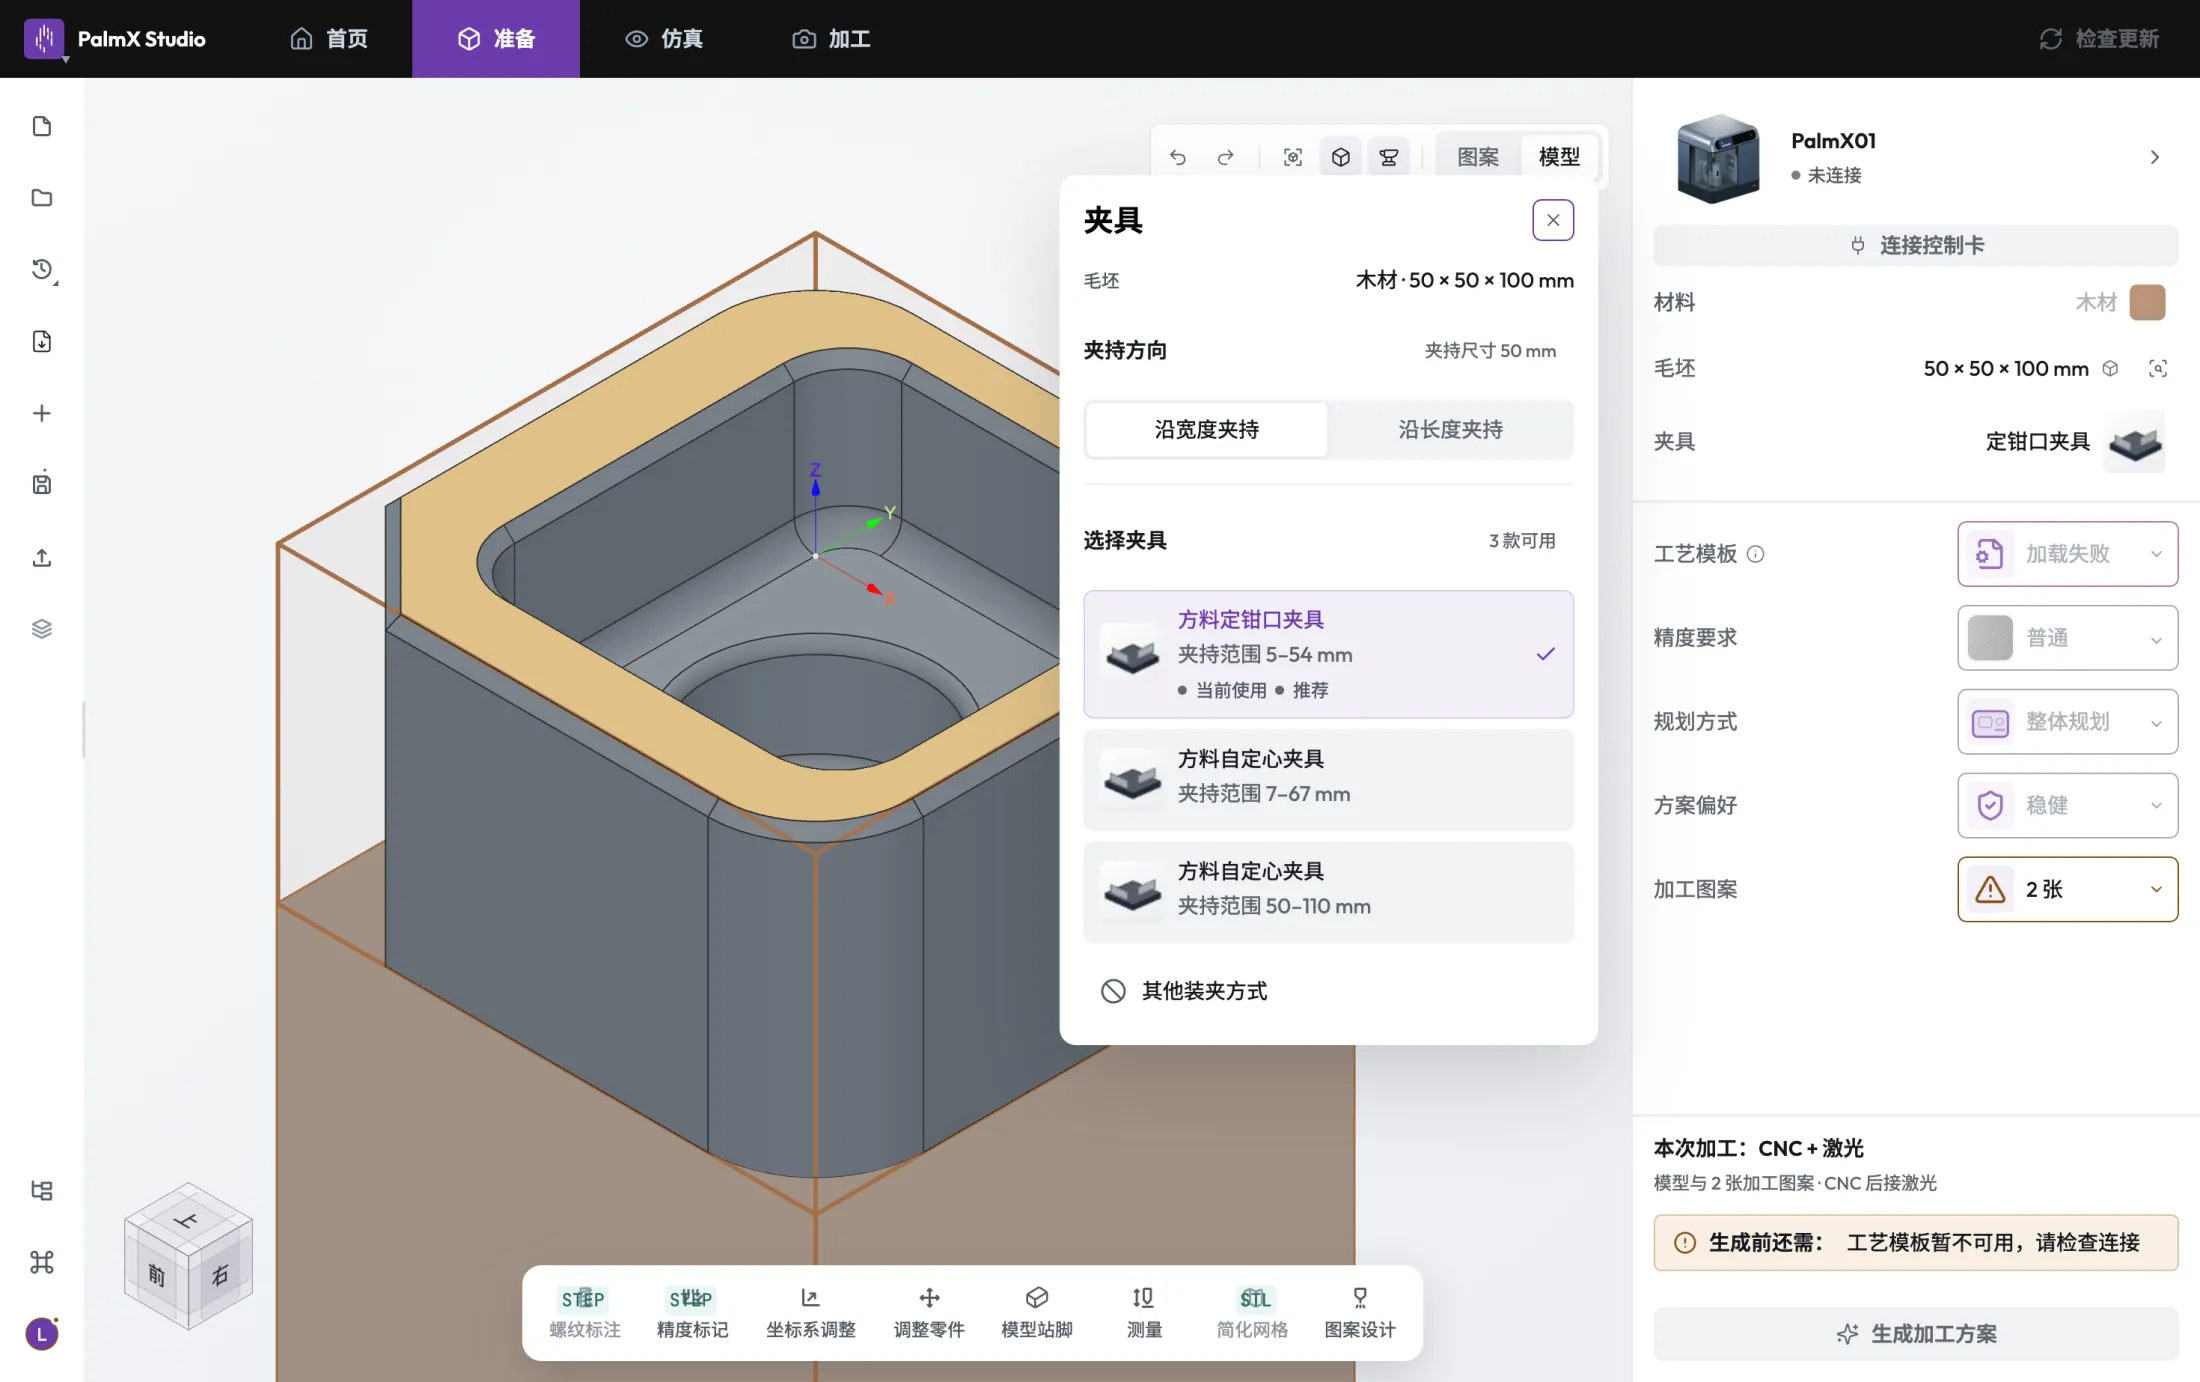 PalmX Studio
首页
准备
仿真
加工
检查更新
图案
模型
夹具
毛坯
木材 · 50 × 50 × 100 mm
夹持方向
夹持尺寸 50 mm
沿宽度夹持
沿长度夹持
选择夹具
3 款可用
方料定钳口夹具
夹持范围 5–54 mm
当前使用
推荐
方料自定心夹具
夹持范围 7–67 mm
方料自定心夹具
夹持范围 50–110 mm
其他装夹方式
Z
Y
X
上
前
右
L
STEP
螺纹标注
STEP
精度标记
坐标系调整
调整零件
模型站脚
测量
STL
简化网格
图案设计
PalmX01
未连接
连接控制卡
材料
木材
毛坯
50 × 50 × 100 mm
夹具
定钳口夹具
工艺模板
加载失败
精度要求
普通
规划方式
整体规划
方案偏好
稳健
加工图案
2 张
本次加工：CNC + 激光
模型与 2 张加工图案 · CNC 后接激光
生成前还需： 工艺模板暂不可用，请检查连接
生成加工方案